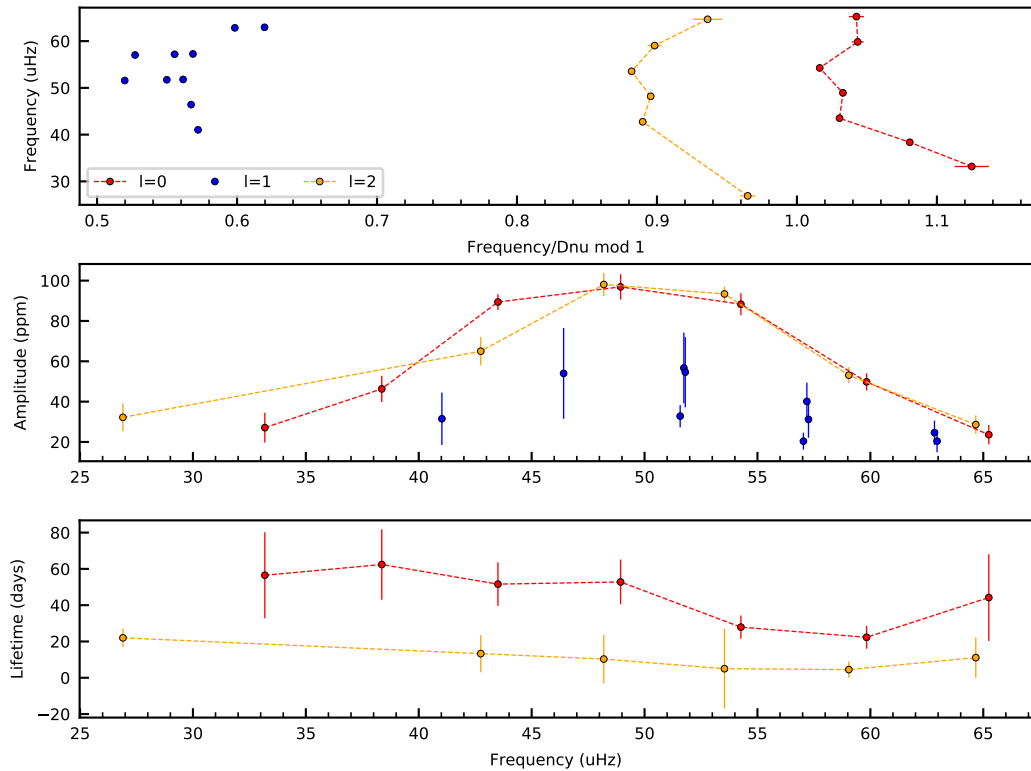 Frequency (uHz)
60
50
40
30
l=0 l=1 l=2
0.5 0.6 0.7 0.8 0.9 1.0 1.1
Frequency/Dnu mod 1
Amplitude (ppm)
100
80
60
40
20
25 30 35 40 45 50 55 60 65
Lifetime (days)
80
60
40
20
0
−20
25 30 35 40 45 50 55 60 65
Frequency (uHz)